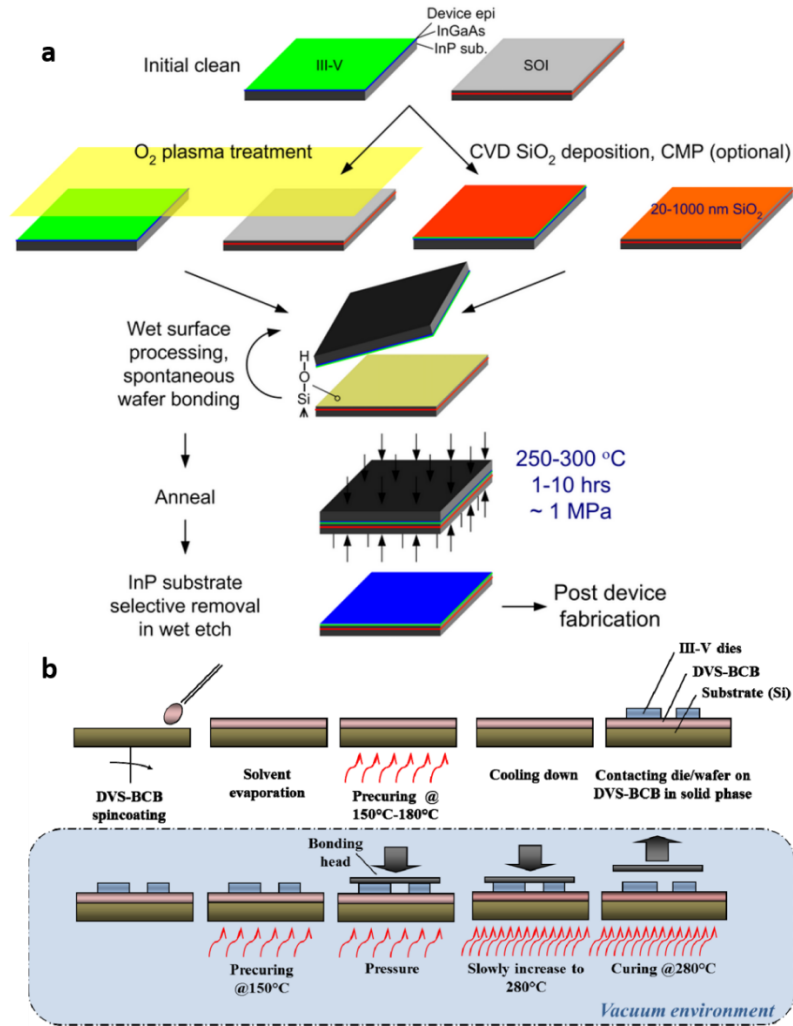 a
Device epi
InGaAs
InP sub.
Initial clean
III-V
SOI
O₂ plasma treatment
CVD SiO₂ deposition, CMP (optional)
20-1000 nm SiO₂
Wet surface
processing,
spontaneous
wafer bonding
H
O
Si
Anneal
250-300 °C
1-10 hrs
~ 1 MPa
InP substrate
selective removal
in wet etch
Post device
fabrication
b
III-V dies
DVS-BCB
Substrate (Si)
DVS-BCB
spincoating
Solvent
evaporation
Precuring @
150°C-180°C
Cooling down
Contacting die/wafer on
DVS-BCB in solid phase
Bonding
head
Precuring
@150°C
Pressure
Slowly increase to
280°C
Curing @280°C
Vacuum environment